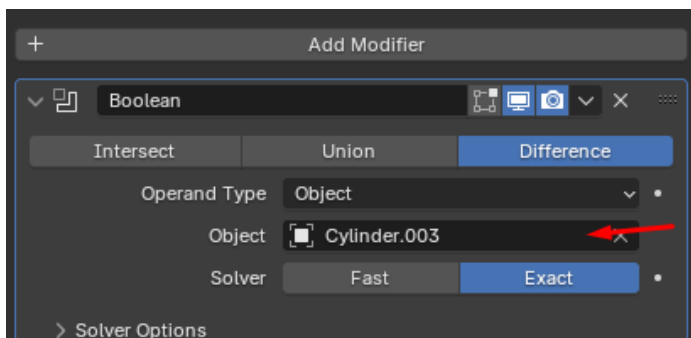 + Add Modifier
Boolean
Intersect Union Difference
Operand Type Object
Object Cylinder.003
Solver Fast Exact
Solver Options